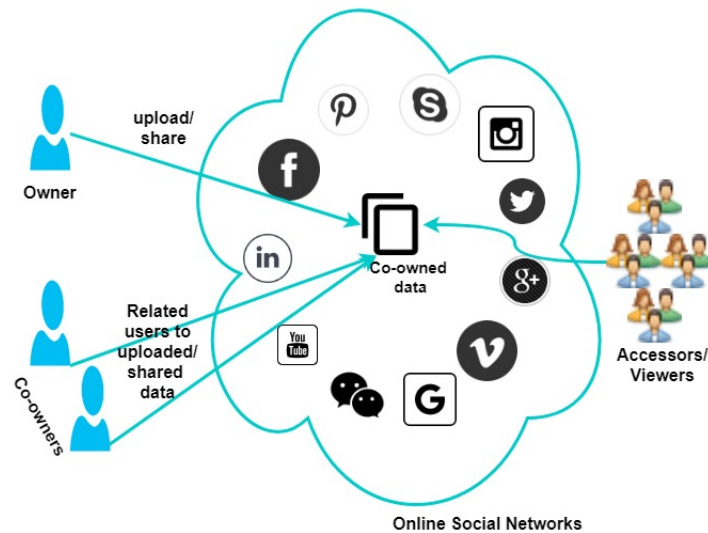 upload/
share
Owner
Co-owned
data
Related
users to
uploaded/
shared
data
Co-owners
f
in
You
Tube
g+
G
Accessors/
Viewers
Online Social Networks